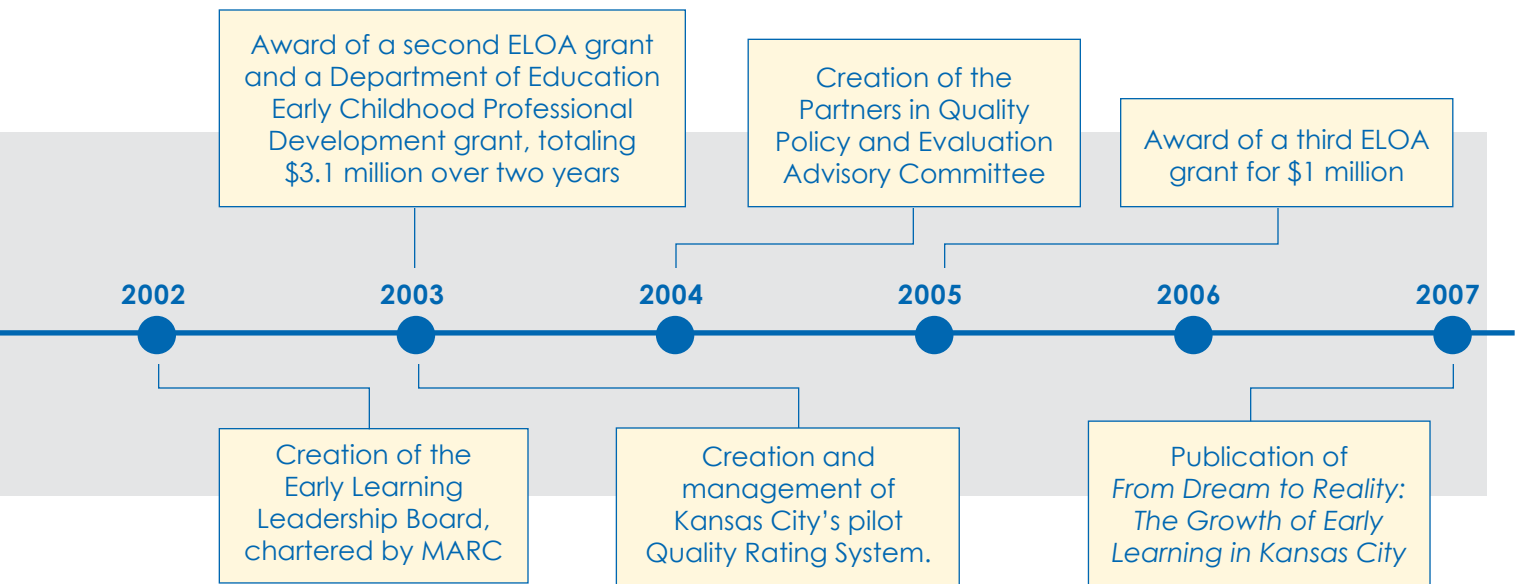 Award of a second ELOA grant
and a Department of Education
Early Childhood Professional
Development grant, totaling
$3.1 million over two years
Creation of the
Partners in Quality
Policy and Evaluation
Advisory Committee
Award of a third ELOA
grant for $1 million
2002
2003
2004
2005
2006
2007
Creation of the
Early Learning
Leadership Board,
chartered by MARC
Creation and
management of
Kansas City’s pilot
Quality Rating System.
Publication of
From Dream to Reality:
The Growth of Early
Learning in Kansas City